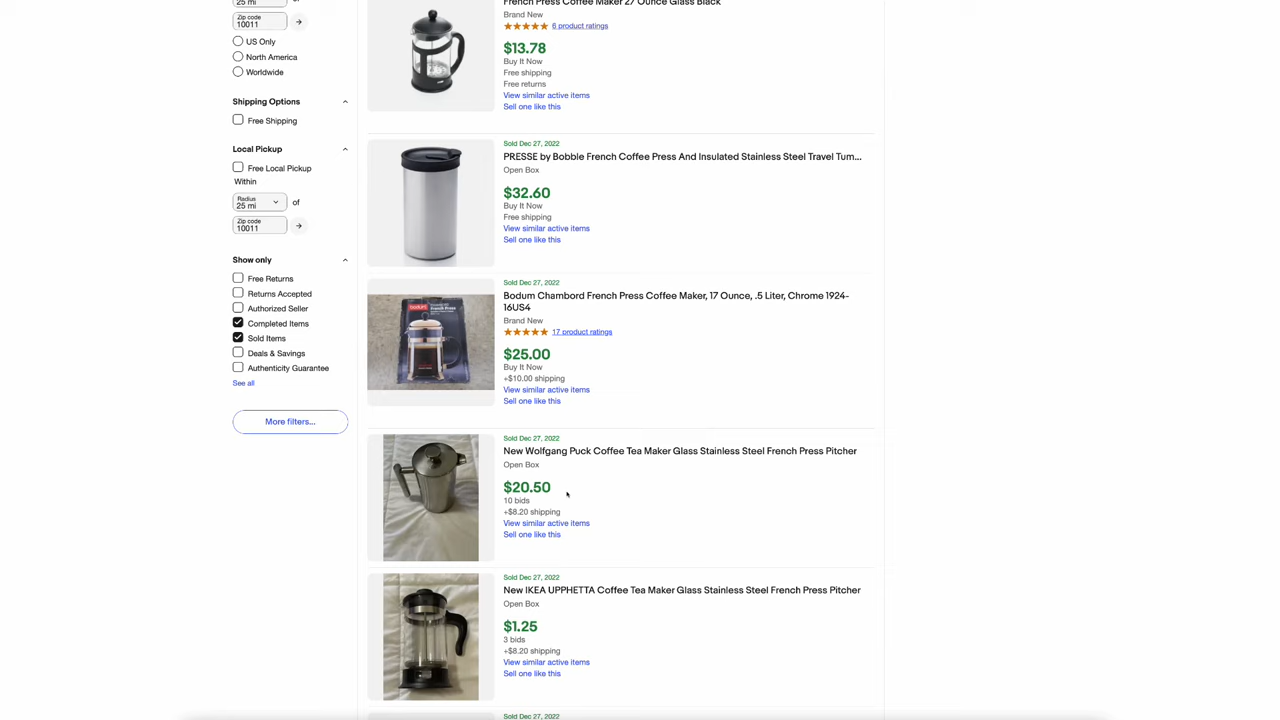 25 mi
of
Zip code
10011
US Only
North America
Worldwide
Shipping Options
Free Shipping
Local Pickup
Free Local Pickup
Within
Radius
25 mi
of
Zip code
10011
Show only
Free Returns
Returns Accepted
Authorized Seller
Completed Items
Sold Items
Deals & Savings
Authenticity Guarantee
See all
More filters...
French Press Coffee Maker 27 Ounce Glass Black
Brand New
6 product ratings
$13.78
Buy It Now
Free shipping
Free returns
View similar active items
Sell one like this
Sold Dec 27, 2022
PRESSE by Bobble French Coffee Press And Insulated Stainless Steel Travel Tum...
Open Box
$32.60
Buy It Now
Free shipping
View similar active items
Sell one like this
Sold Dec 27, 2022
Bodum Chambord French Press Coffee Maker, 17 Ounce, .5 Liter, Chrome 1924-
16US4
Brand New
17 product ratings
$25.00
Buy It Now
+$10.00 shipping
View similar active items
Sell one like this
Sold Dec 27, 2022
New Wolfgang Puck Coffee Tea Maker Glass Stainless Steel French Press Pitcher
Open Box
$20.50
10 bids
+$8.20 shipping
View similar active items
Sell one like this
Sold Dec 27, 2022
New IKEA UPPHETTA Coffee Tea Maker Glass Stainless Steel French Press Pitcher
Open Box
$1.25
3 bids
+$8.20 shipping
View similar active items
Sell one like this
Sold Dec 27, 2022